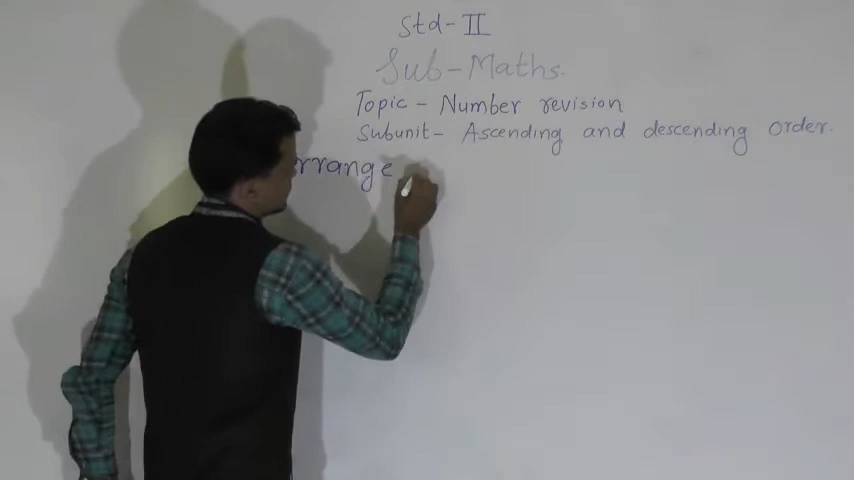 Std-II
Sub-Maths.
Topic - Number revision
Subunit- Ascending and descending order.
rrange